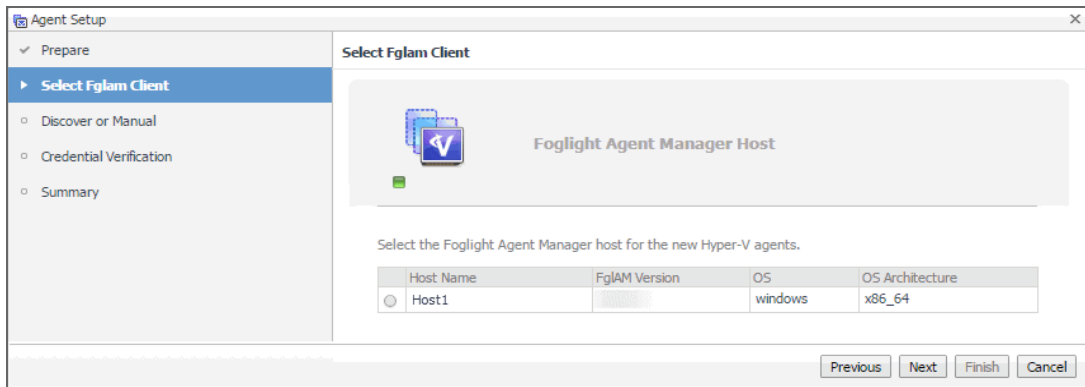 Agent Setup
Prepare
Select Fglam Client
Discover or Manual
Credential Verification
Summary
Select Fglam Client
Foglight Agent Manager Host
Select the Foglight Agent Manager host for the new Hyper-V agents.
Host Name FglAM Version OS OS Architecture
Host1 windows x86_64
Previous Next Finish Cancel